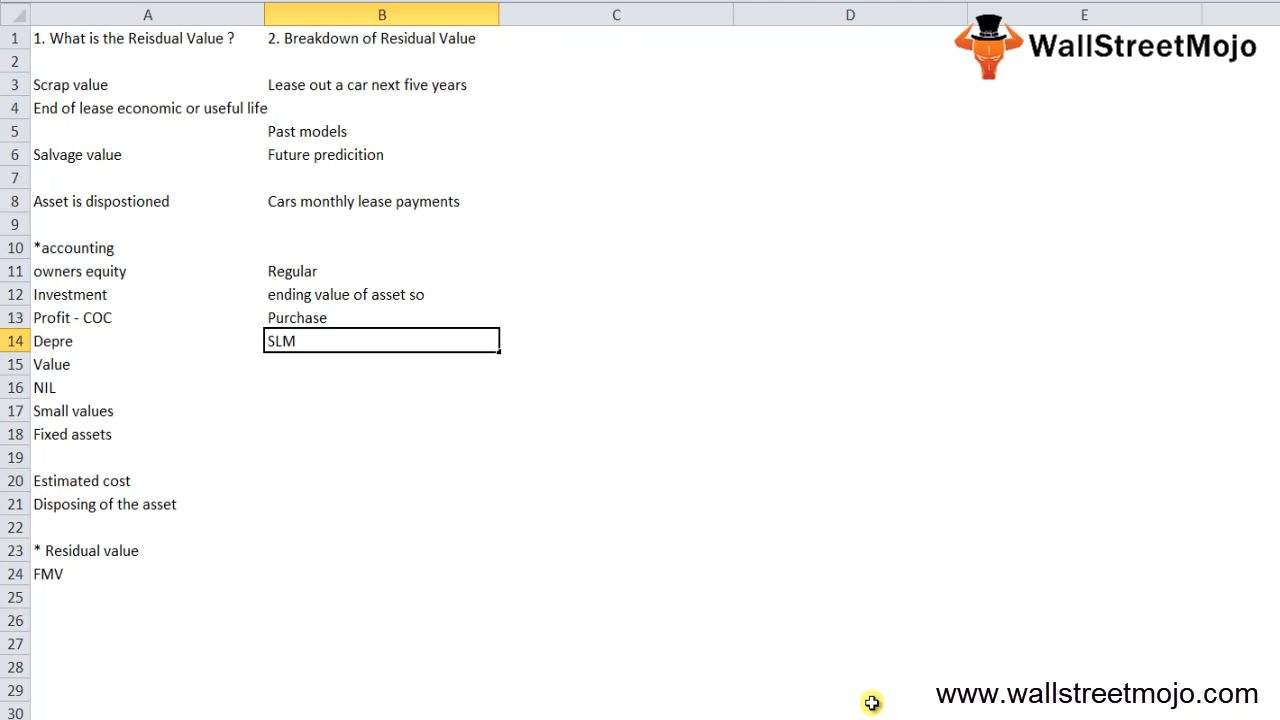 A B C D E
WallStreetMojo
1 1. What is the Reisdual Value ? 2. Breakdown of Residual Value
2
3 Scrap value Lease out a car next five years
4 End of lease economic or useful life
5 Past models
6 Salvage value Future predicition
7
8 Asset is dispostioned Cars monthly lease payments
9
10 *accounting
11 owners equity Regular
12 Investment ending value of asset so
13 Profit - COC Purchase
14 Depre SLM
15 Value
16 NIL
17 Small values
18 Fixed assets
19
20 Estimated cost
21 Disposing of the asset
22
23 * Residual value
24 FMV
25
26
27
28
29
30
www.wallstreetmojo.com